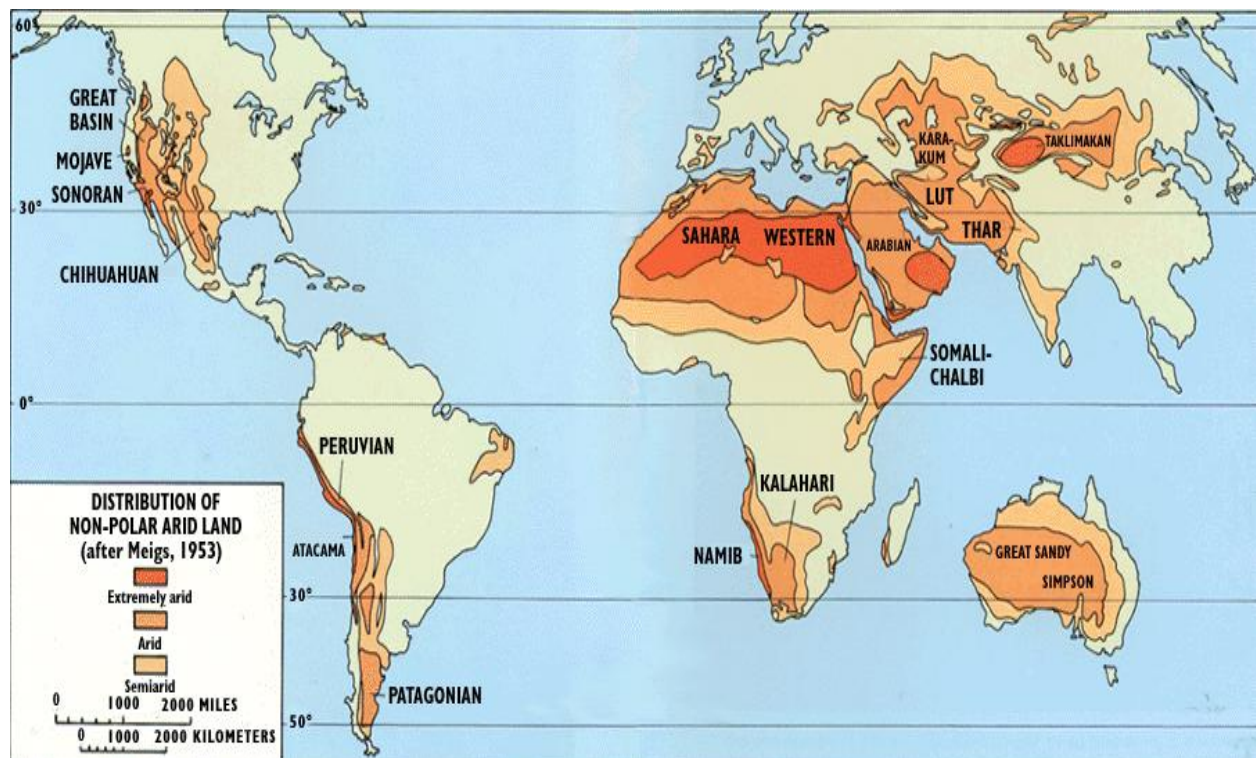 60°
GREAT
BASIN
MOJAVE
SONORAN
30°
CHIHUAHUAN
KARA-
KUM
TAKLIMAKAN
LUT
THAR
SAHARA
WESTERN
ARABIAN
SOMALI-
CHALBI
0°
PERUVIAN
KALAHARI
ATACAMA
NAMIB
GREAT SANDY
SIMPSON
30°
PATAGONIAN
50°
DISTRIBUTION OF
NON-POLAR ARID LAND
(after Meigs, 1953)
Extremely arid
Arid
Semiarid
0 1000 2000 MILES
0 1000 2000 KILOMETERS